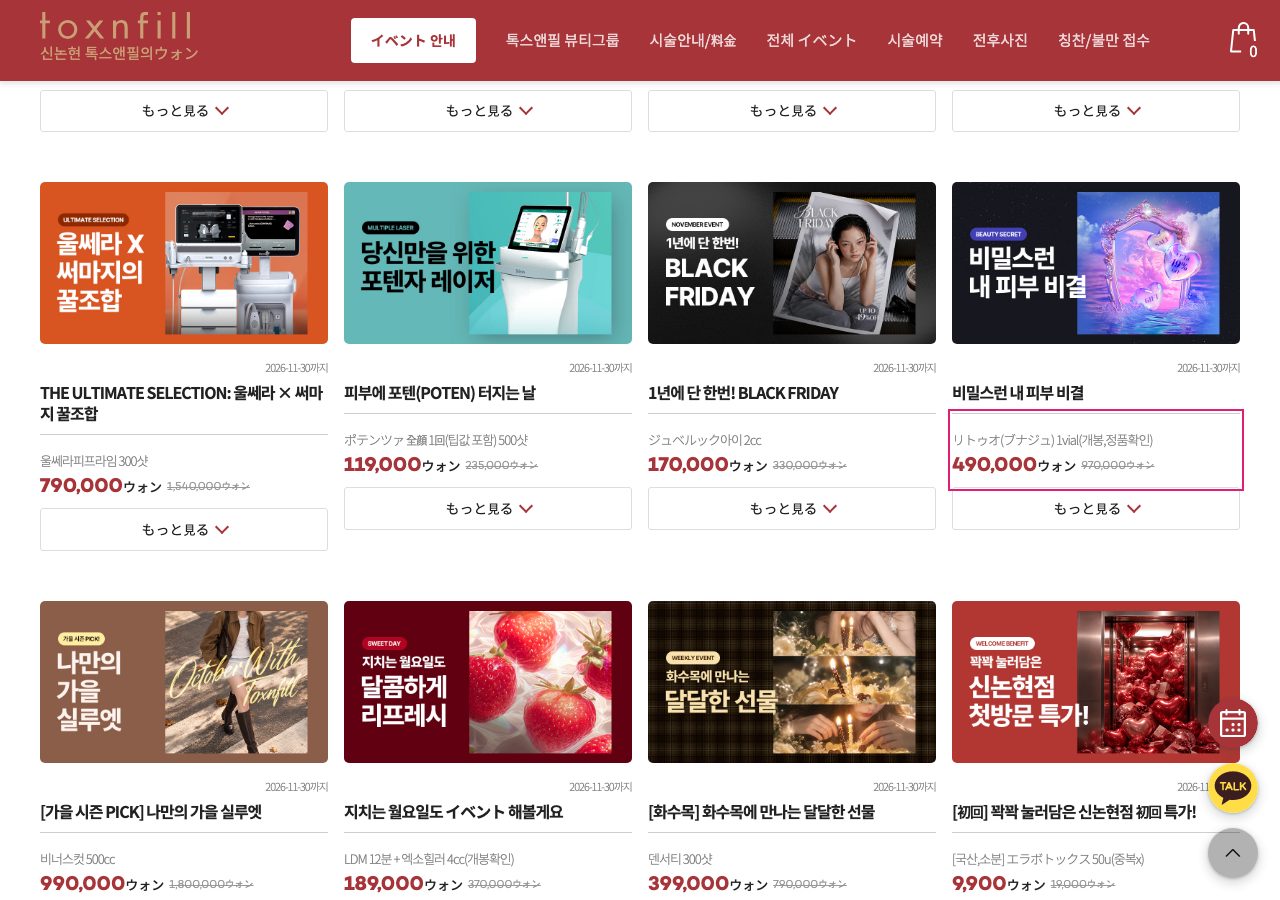 toxnfill
신논현 톡스앤필의ウォン
イベント 안내
톡스앤필 뷰티그룹
시술안내/料金
전체 イベント
시술예약
전후사진
칭찬/불만 접수
0
もっと見る
もっと見る
もっと見る
もっと見る
ULTIMATE SELECTION
울쎄라 X
써마지의
꿀조합
MULTIPLE LASER
당신만을 위한
포텐자 레이저
NOVEMBER EVENT
1년에 단 한번!
BLACK
FRIDAY
BLACK
FRIDAY
UP TO
49%OFF
BEAUTY SECRET
비밀스런
내 피부 비결
2026-11-30까지
2026-11-30까지
2026-11-30까지
2026-11-30까지
THE ULTIMATE SELECTION: 울쎄라 × 써마
지 꿀조합
피부에 포텐(POTEN) 터지는 날
1년에 단 한번! BLACK FRIDAY
비밀스런 내 피부 비결
울쎄라피프라임 300샷
790,000ウォン 1,540,000ウォン
もっと見る
ポテンツァ 全顔 1回(팁값 포함) 500샷
119,000ウォン 235,000ウォン
もっと見る
ジュベルックアイ 2cc
170,000ウォン 330,000ウォン
もっと見る
リトゥオ(ブナジュ) 1vial(개봉,정품확인)
490,000ウォン 970,000ウォン
もっと見る
가을 시즌 PICK!
나만의
가을
실루엣
October With
Toxnfill
SWEET DAY
지치는 월요일도
달콤하게
리프레시
WEEKLY EVENT
화수목에 만나는
달달한 선물
WELCOME BENEFIT
꽉꽉 눌러담은
신논현점
첫방문 특가!
TALK
2026-11-30까지
2026-11-30까지
2026-11-30까지
2026-11
[가을 시즌 PICK] 나만의 가을 실루엣
지치는 월요일도 イベント 해볼게요
[화수목] 화수목에 만나는 달달한 선물
[初回] 꽉꽉 눌러담은 신논현점 初回 특가!
비너스컷 500cc
990,000ウォン 1,800,000ウォン
LDM 12분 + 엑소힐러 4cc(개봉확인)
189,000ウォン 370,000ウォン
덴서티 300샷
399,000ウォン 790,000ウォン
[국산,소분] エラボトックス 50u(중복x)
9,900ウォン 19,000ウォン